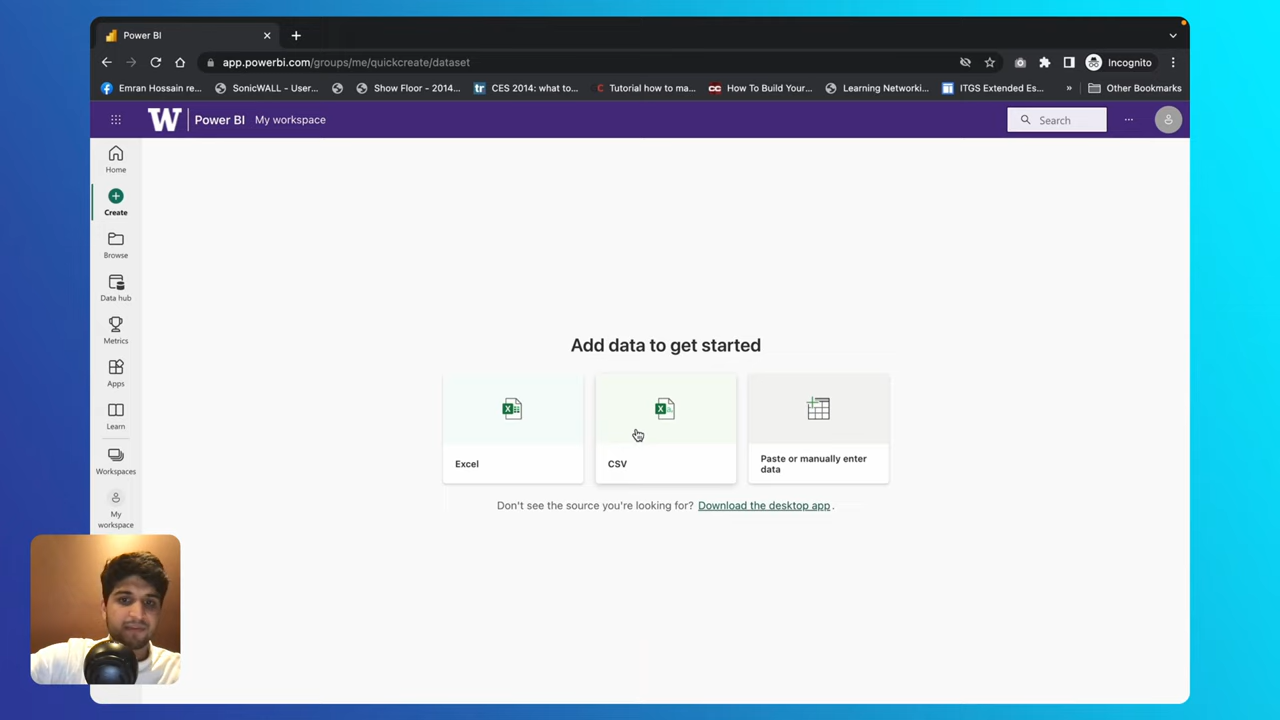 Power BI
app.powerbi.com/groups/me/quickcreate/dataset
Incognito
Emran Hossain re...
SonicWALL - User...
Show Floor - 2014...
tr CES 2014: what to...
C Tutorial how to ma...
cc How To Build Your...
Learning Networki...
ITGS Extended Es...
»
Other Bookmarks
W Power BI My workspace
Search
Home
Create
Browse
Data hub
Metrics
Apps
Learn
Workspaces
My
workspace
Add data to get started
Excel
CSV
Paste or manually enter
data
Don't see the source you're looking for? Download the desktop app.